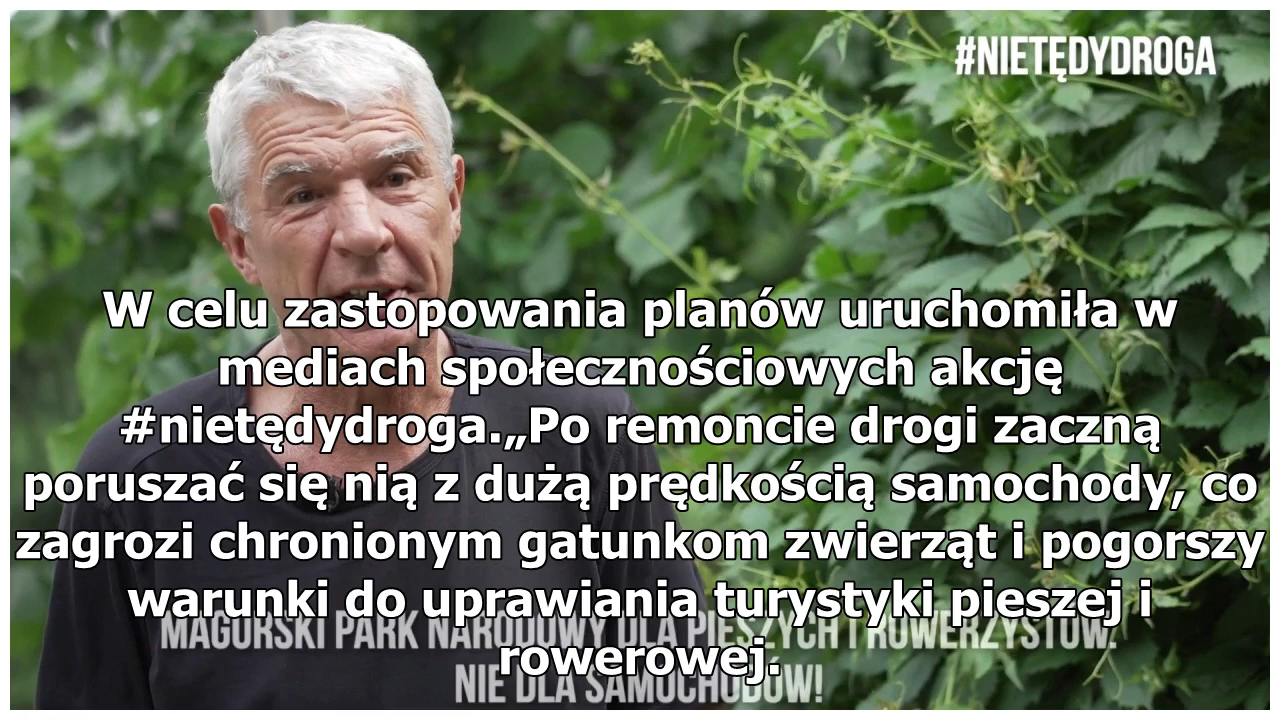 #NIETĘDYDROGA
W celu zastopowania planów uruchomiła w
mediach społecznościowych akcję
#nietędydroga.„Po remoncie drogi zaczną
poruszać się nią z dużą prędkością samochody, co
zagrozi chronionym gatunkom zwierząt i pogorszy
warunki do uprawiania turystyki pieszej i
rowerowej.
MAGURSKI PARK NARODOWY DLA PIESZYCH I ROWERZYSTÓW.
NIE DLA SAMOCHODÓW!